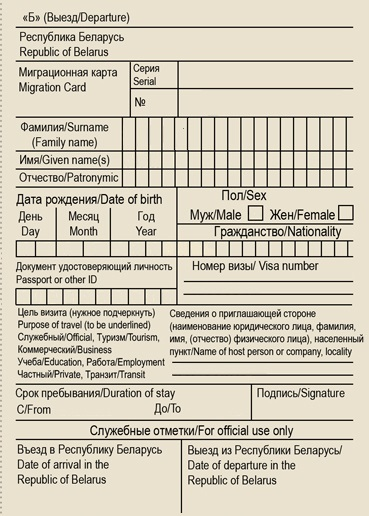 «Б» (Выезд/Departure)
Республика Беларусь
Republic of Belarus
Миграционная карта
Migration Card
Серия
Serial
№
Фамилия/Surname
(Family name)
Имя/Given name(s)
Отчество/Patronymic
Дата рождения/Date of birth
День Месяц Год
Day Month Year
Пол/Sex
Муж/Male Жен/Female
Гражданство/Nationality
Документ удостоверяющий личность
Passport or other ID
Номер визы/ Visa number
Цель визита (нужное подчеркнуть)
Purpose of travel (to be underlined)
Служебный/Official, Туризм/Tourism,
Коммерческий/Business
Учеба/Education, Работа/Employment
Частный/Private, Транзит/Transit
Сведения о приглашающей стороне
(наименование юридического лица, фамилия,
имя, (отчество) физического лица), населенный
пункт/Name of host person or company, locality
Срок пребывания/Duration of stay
С/From До/To
Подпись/Signature
Служебные отметки/For official use only
Въезд в Республику Беларусь
Date of arrival in the
Republic of Belarus
Выезд из Республики Беларусь/
Date of departure in the
Republic of Belarus